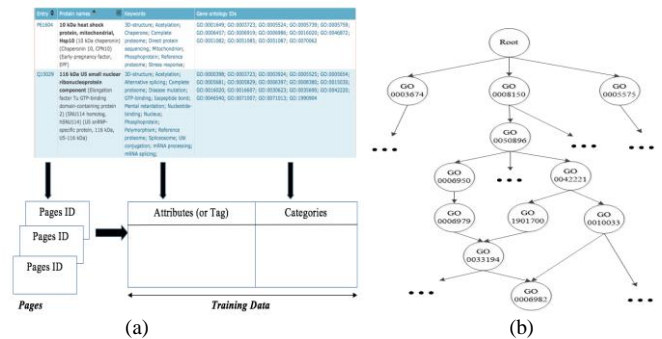 Entry
Protein name
Keywords
Gene ontology IDs
P61604
10 kDa heat shock
protein, mitochondrial,
Hsp10 (10 kDa chaperonin)
(Chaperonin 10, CPN10)
(Early-pregnancy factor,
EPF)
3D-structure; Acetylation;
Chaperone; Complete
proteome; Direct protein
sequencing; Mitochondrion;
Phosphoprotein; Reference
proteome; Stress response;
116 kDa US small nuclear
ribonucleoprotein
component (Elongation
factor Tu GTP-binding
domain-containing protein
2) (SNU114 homolog,
hSNU114) (U5 snRNP-
specific protein, 116 kDa,
U5-116 kDa)
3D-structure; Acetylation;
Alternative splicing; Complete
proteome; Disease mutation;
GTP-binding; Isopeptide bond;
Mental retardation; Nucleotide-
binding; Nucleus;
Phosphoprotein;
Polymorphism; Reference
proteome; Spliceosome; Ubl
conjugation; mRNA processing;
mRNA splicing;
Pages ID
Pages ID
Pages ID
Pages
Attributes (or Tag)
Categories
Training Data
(a)
Root
GO
0003674
GO
0008150
GO
0005575
GO
0050896
GO
0006950
GO
0042221
GO
0006979
GO
1901700
GO
0010033
GO
0033194
GO
0006982
(b)